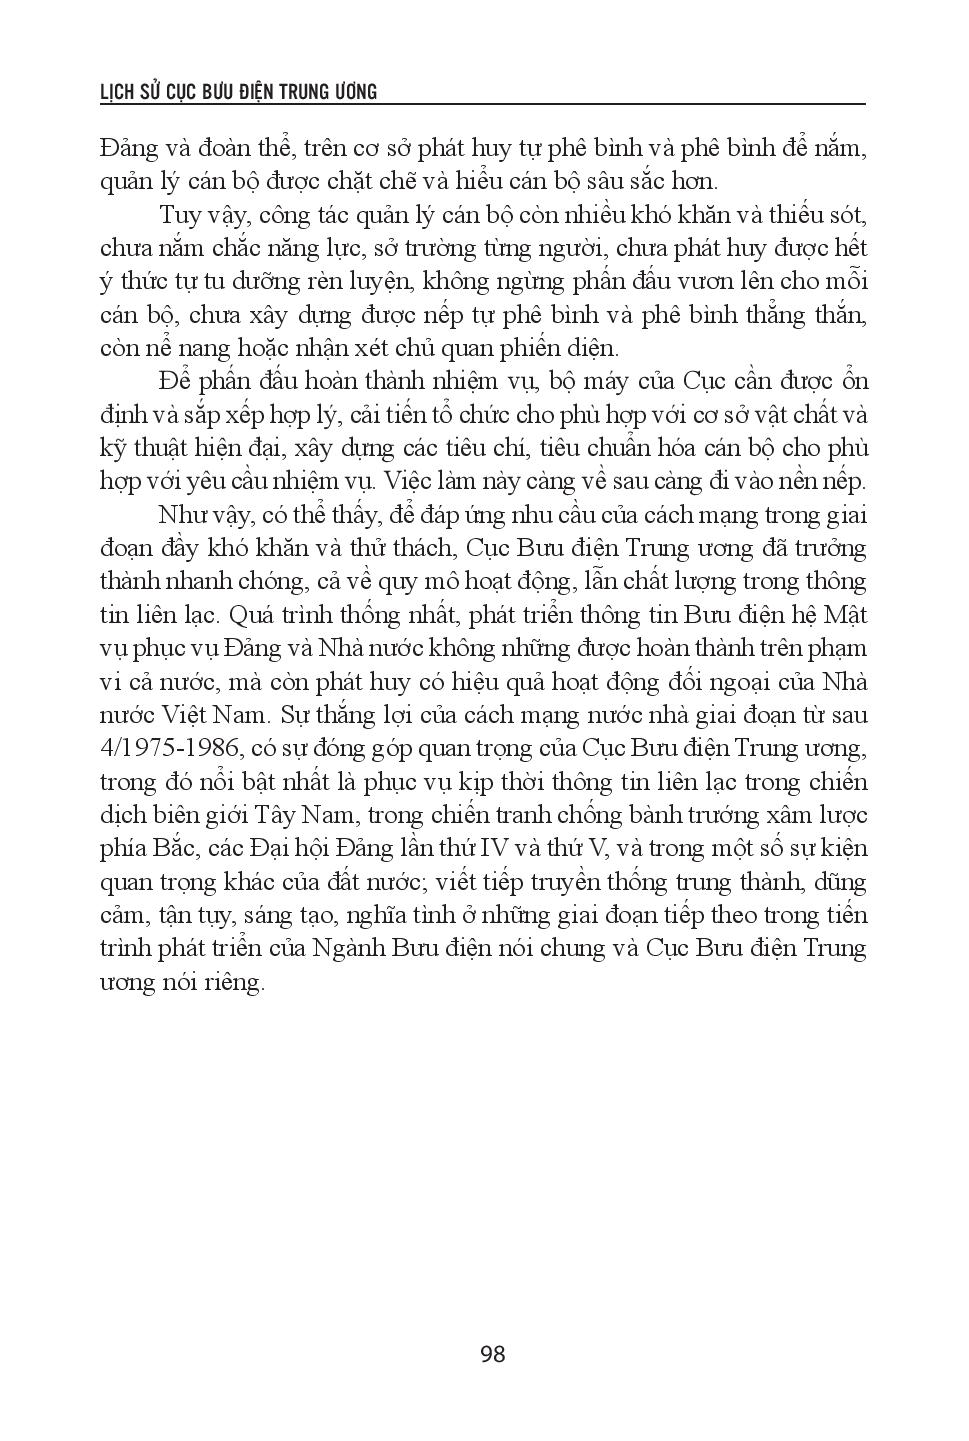 LỊCH SỬ CỤC BƯU ĐIỆN TRUNG ƯƠNG
Đảng và đoàn thể, trên cơ sở phát huy tự phê bình và phê bình để nắm,
quản lý cán bộ được chặt chẽ và hiểu cán bộ sâu sắc hơn.
Tuy vậy, công tác quản lý cán bộ còn nhiều khó khăn và thiếu sót,
chưa nắm chắc năng lực, sở trường từng người, chưa phát huy được hết
ý thức tự tu dưỡng rèn luyện, không ngừng phấn đấu vươn lên cho mỗi
cán bộ, chưa xây dựng được nếp tự phê bình và phê bình thẳng thắn,
còn nể nang hoặc nhận xét chủ quan phiến diện.
Để phấn đấu hoàn thành nhiệm vụ, bộ máy của Cục cần được ổn
định và sắp xếp hợp lý, cải tiến tổ chức cho phù hợp với cơ sở vật chất và
kỹ thuật hiện đại, xây dựng các tiêu chí, tiêu chuẩn hóa cán bộ cho phù
hợp với yêu cầu nhiệm vụ. Việc làm này càng về sau càng đi vào nền nếp.
Như vậy, có thể thấy, để đáp ứng nhu cầu của cách mạng trong giai
đoạn đầy khó khăn và thử thách, Cục Bưu điện Trung ương đã trưởng
thành nhanh chóng, cả về quy mô hoạt động, lẫn chất lượng trong thông
tin liên lạc. Quá trình thống nhất, phát triển thông tin Bưu điện hệ Mật
vụ phục vụ Đảng và Nhà nước không những được hoàn thành trên phạm
vi cả nước, mà còn phát huy có hiệu quả hoạt động đối ngoại của Nhà
nước Việt Nam. Sự thắng lợi của cách mạng nước nhà giai đoạn từ sau
4/1975-1986, có sự đóng góp quan trọng của Cục Bưu điện Trung ương,
trong đó nổi bật nhất là phục vụ kịp thời thông tin liên lạc trong chiến
dịch biên giới Tây Nam, trong chiến tranh chống bành trướng xâm lược
phía Bắc, các Đại hội Đảng lần thứ IV và thứ V, và trong một số sự kiện
quan trọng khác của đất nước; viết tiếp truyền thống trung thành, dũng
cảm, tận tụy, sáng tạo, nghĩa tình ở những giai đoạn tiếp theo trong tiến
trình phát triển của Ngành Bưu điện nói chung và Cục Bưu điện Trung
ương nói riêng.
98